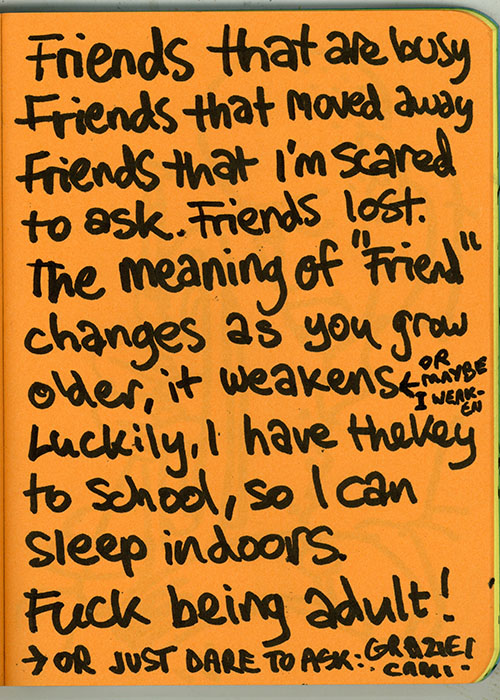 Friends that are busy
Friends that moved away
Friends that I'm scared
to ask. Friends lost.
The meaning of "Friend"
changes as you grow
older, it weakens ← OR MAYBE I WEAK-EN
Luckily, I have the key
to school, so I can
sleep indoors.
Fuck being adult!
→ OR JUST DARE TO ASK: GRAZIE!
CAMI.